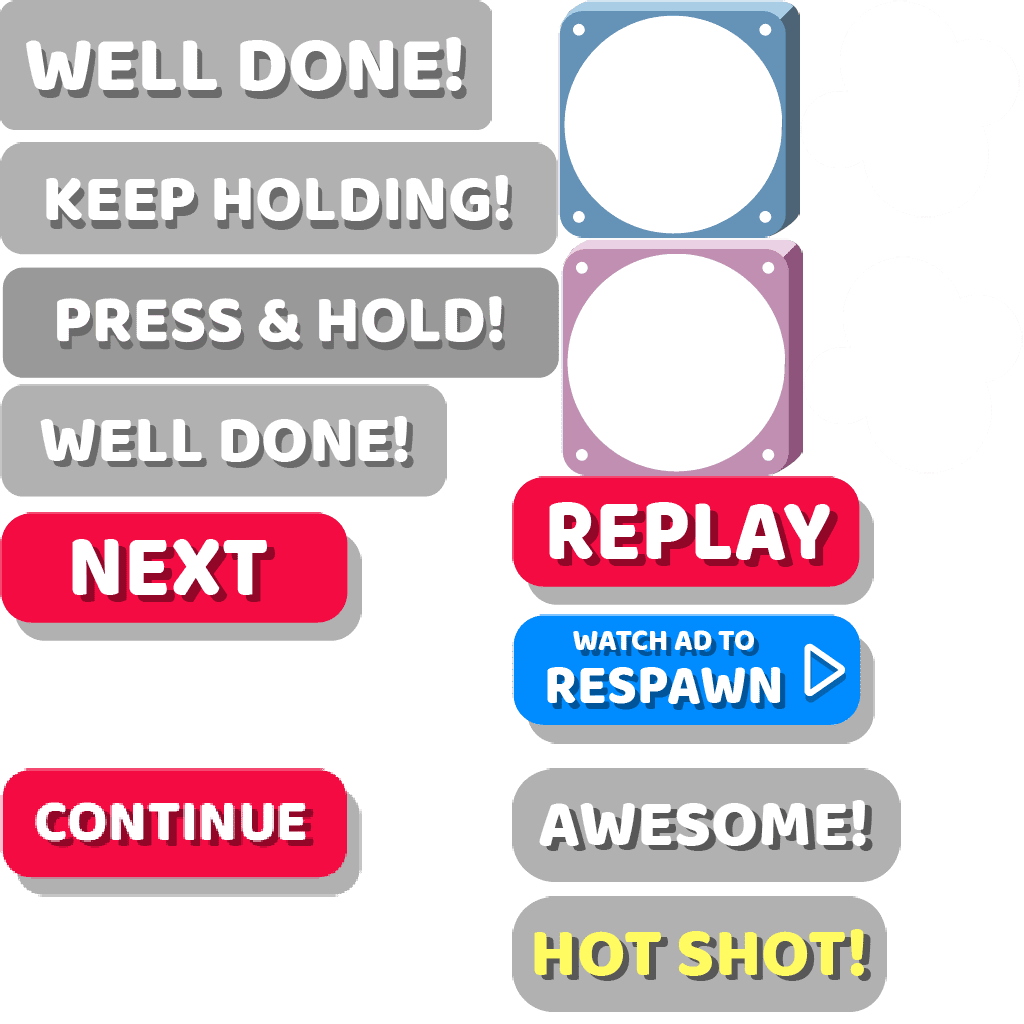 WELL DONE!
KEEP HOLDING!
PRESS & HOLD!
WELL DONE!
NEXT
REPLAY
WATCH AD TO
RESPAWN
CONTINUE
AWESOME!
HOT SHOT!